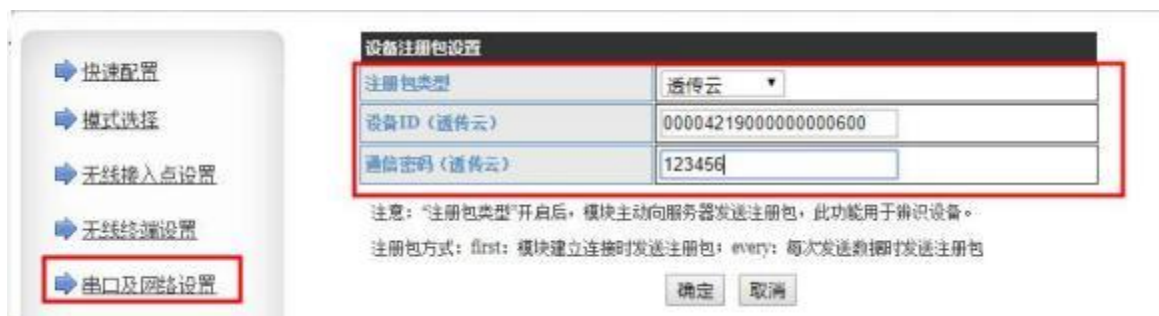 设备注册包设置
快速配置
注册包类型
透传云
模式选择
设备ID（透传云）
00004219000000000600
通信密码（透传云）
123456
无线接入点设置
注意：“注册包类型”开启后，模块主动向服务器发送注册包，此功能用于辨识设备。
无线终端设置
注册包方式：first：模块建立连接时发送注册包；every：每次发送数据时发送注册包
串口及网络设置
确定
取消